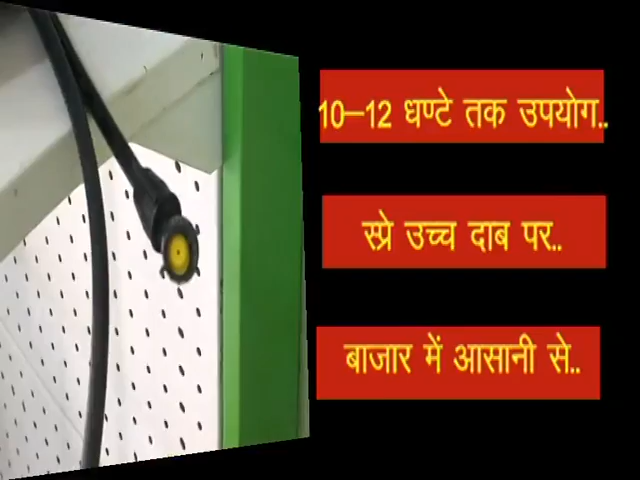 10–12 धण्टे तक उपयोग..
स्प्रे उच्च दाब पर..
बाजार में आसानी से..